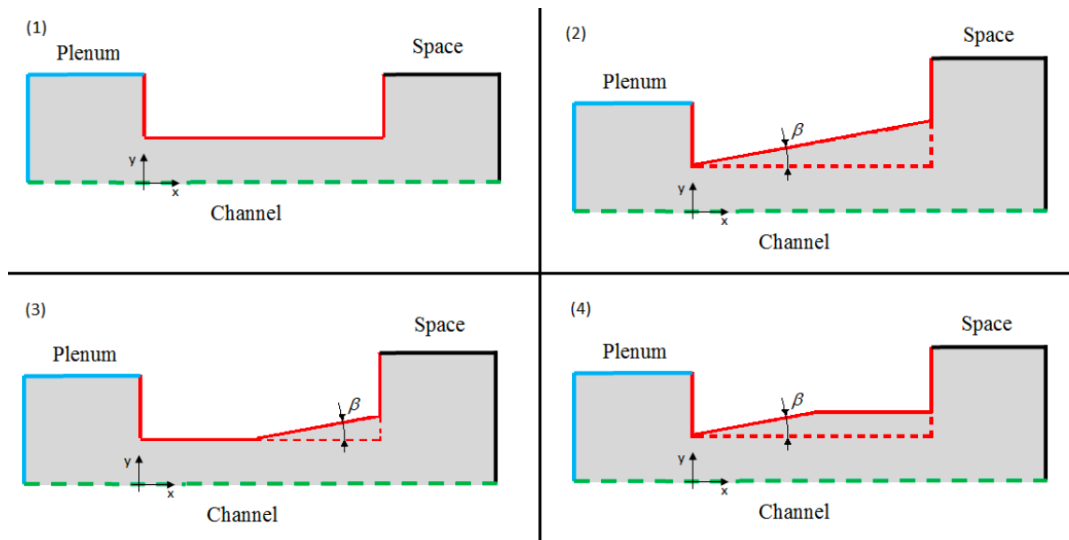 (1)
Plenum
Space
y
x
Channel
(2)
Plenum
Space
β
y
x
Channel
(3)
Plenum
Space
β
y
x
Channel
(4)
Plenum
Space
β
y
x
Channel